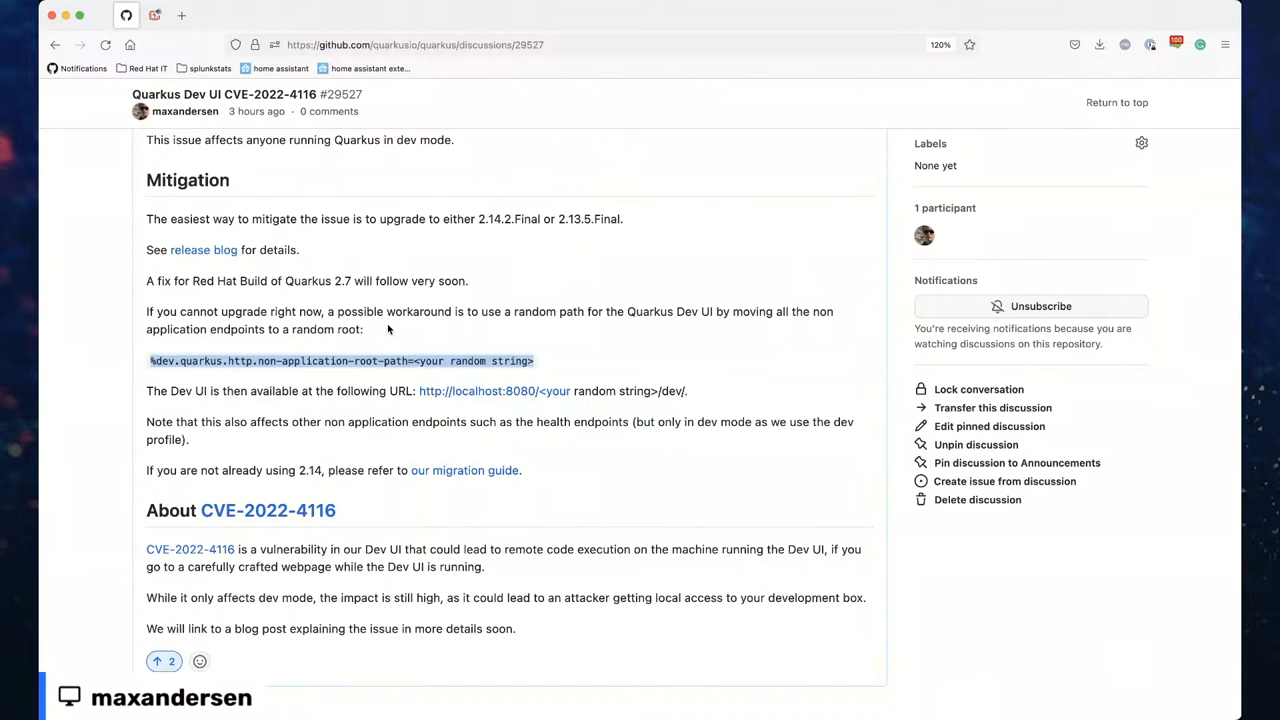 https://github.com/quarkusio/quarkus/discussions/29527
120%
100
Notifications
Red Hat IT
splunkstats
home assistant
home assistant exte...
Quarkus Dev UI CVE-2022-4116 #29527
maxandersen 3 hours ago · 0 comments
Return to top
This issue affects anyone running Quarkus in dev mode.
Mitigation
The easiest way to mitigate the issue is to upgrade to either 2.14.2.Final or 2.13.5.Final.
See release blog for details.
A fix for Red Hat Build of Quarkus 2.7 will follow very soon.
If you cannot upgrade right now, a possible workaround is to use a random path for the Quarkus Dev UI by moving all the non
application endpoints to a random root:
%dev.quarkus.http.non-application-root-path=<your random string>
The Dev UI is then available at the following URL: http://localhost:8080/<your random string>/dev/.
Note that this also affects other non application endpoints such as the health endpoints (but only in dev mode as we use the dev
profile).
If you are not already using 2.14, please refer to our migration guide.
About CVE-2022-4116
CVE-2022-4116 is a vulnerability in our Dev UI that could lead to remote code execution on the machine running the Dev UI, if you
go to a carefully crafted webpage while the Dev UI is running.
While it only affects dev mode, the impact is still high, as it could lead to an attacker getting local access to your development box.
We will link to a blog post explaining the issue in more details soon.
↑ 2
Labels
None yet
1 participant
Notifications
Unsubscribe
You're receiving notifications because you are
watching discussions on this repository.
Lock conversation
Transfer this discussion
Edit pinned discussion
Unpin discussion
Pin discussion to Announcements
Create issue from discussion
Delete discussion
maxandersen